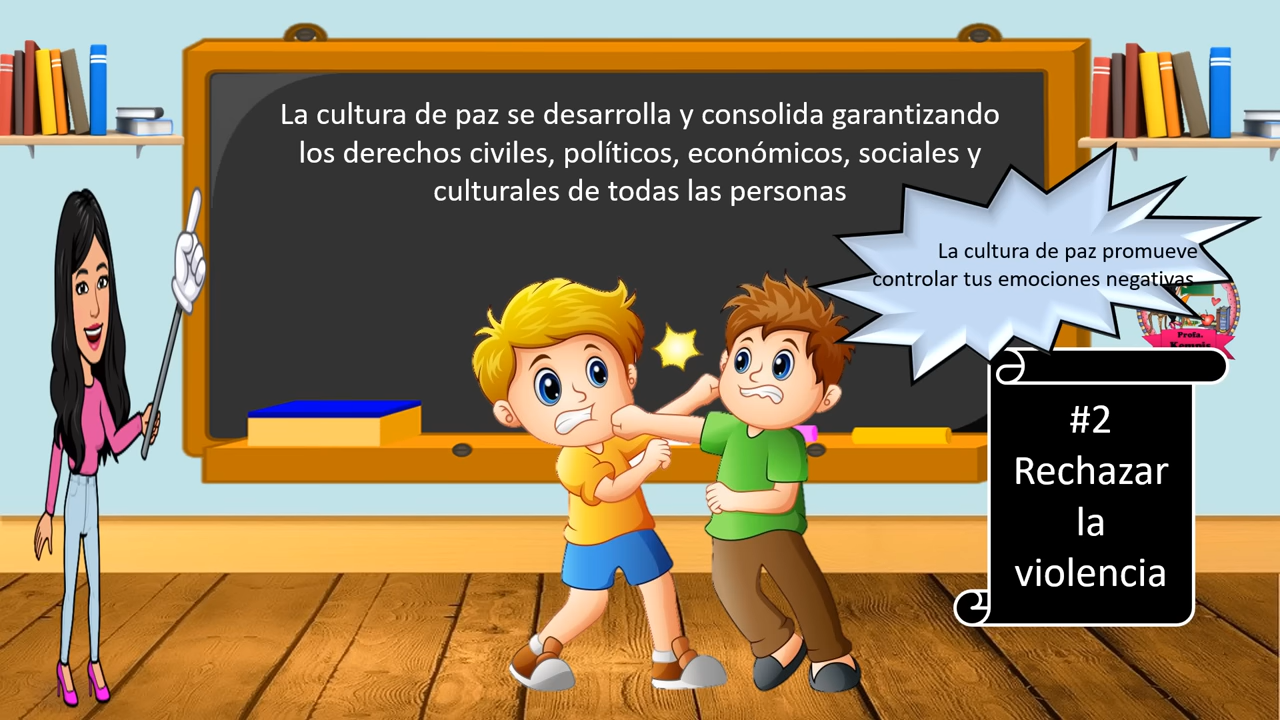 La cultura de paz se desarrolla y consolida garantizando
los derechos civiles, políticos, económicos, sociales y
culturales de todas las personas
La cultura de paz promueve
controlar tus emociones negativas
Profa.
Kempis
#2
Rechazar
la
violencia